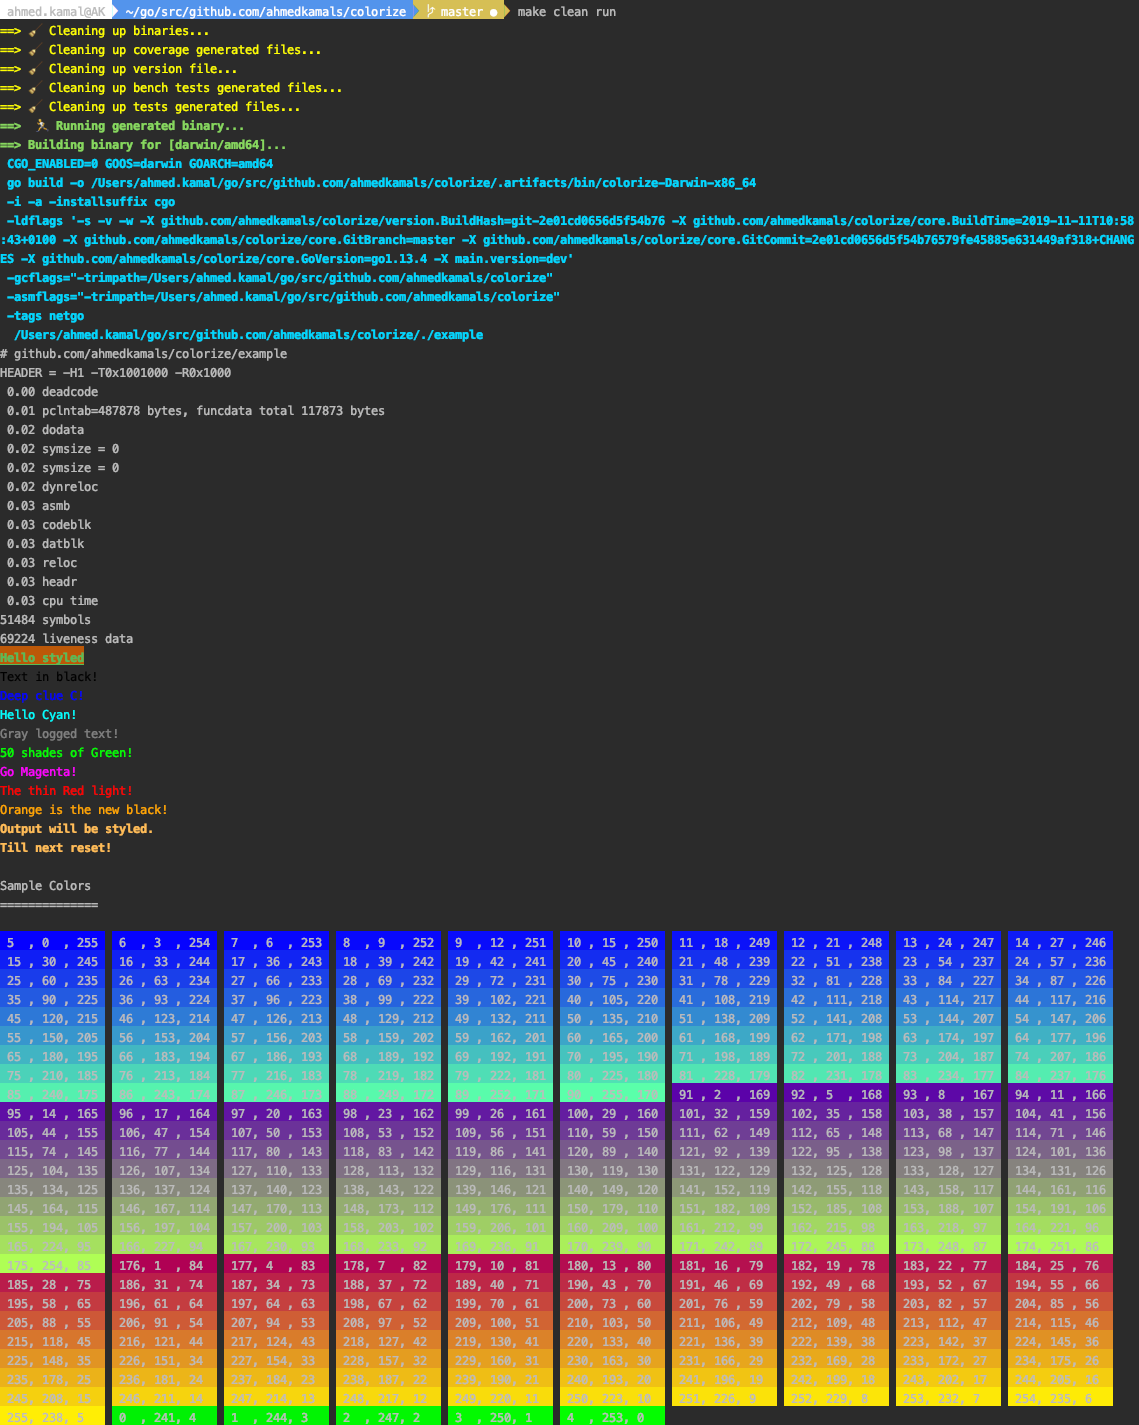 ahmed.kamal@AK ~/go/src/github.com/ahmedkamals/colorize master ● make clean run
==> 🧹 Cleaning up binaries...
==> 🧹 Cleaning up coverage generated files...
==> 🧹 Cleaning up version file...
==> 🧹 Cleaning up bench tests generated files...
==> 🧹 Cleaning up tests generated files...
==> 🏃 Running generated binary...
==> Building binary for [darwin/amd64]...
CGO_ENABLED=0 GOOS=darwin GOARCH=amd64
go build -o /Users/ahmed.kamal/go/src/github.com/ahmedkamals/colorize/.artifacts/bin/colorize-Darwin-x86_64
-i -a -installsuffix cgo
-ldflags '-s -v -w -X github.com/ahmedkamals/colorize/version.BuildHash=git-2e01cd0656d5f54b76 -X github.com/ahmedkamals/colorize/core.BuildTime=2019-11-11T10:58
:43+0100 -X github.com/ahmedkamals/colorize/core.GitBranch=master -X github.com/ahmedkamals/colorize/core.GitCommit=2e01cd0656d5f54b76579fe45885e631449af318+CHANG
ES -X github.com/ahmedkamals/colorize/core.GoVersion=go1.13.4 -X main.version=dev'
-gcflags="-trimpath=/Users/ahmed.kamal/go/src/github.com/ahmedkamals/colorize"
-asmflags="-trimpath=/Users/ahmed.kamal/go/src/github.com/ahmedkamals/colorize"
-tags netgo
/Users/ahmed.kamal/go/src/github.com/ahmedkamals/colorize/./example
# github.com/ahmedkamals/colorize/example
HEADER = -H1 -T0x1001000 -R0x1000
0.00 deadcode
0.01 pclntab=487878 bytes, funcdata total 117873 bytes
0.02 dodata
0.02 symsize = 0
0.02 symsize = 0
0.02 dynreloc
0.03 asmb
0.03 codeblk
0.03 datblk
0.03 reloc
0.03 headr
0.03 cpu time
51484 symbols
69224 liveness data
Hello styled
Text in black!
Deep clue C!
Hello Cyan!
Gray logged text!
50 shades of Green!
Go Magenta!
The thin Red light!
Orange is the new black!
Output will be styled.
Till next reset!
Sample Colors
==============
5 , 0 , 255 6 , 3 , 254 7 , 6 , 253 8 , 9 , 252 9 , 12 , 251 10 , 15 , 250 11 , 18 , 249 12 , 21 , 248 13 , 24 , 247 14 , 27 , 246
15 , 30 , 245 16 , 33 , 244 17 , 36 , 243 18 , 39 , 242 19 , 42 , 241 20 , 45 , 240 21 , 48 , 239 22 , 51 , 238 23 , 54 , 237 24 , 57 , 236
25 , 60 , 235 26 , 63 , 234 27 , 66 , 233 28 , 69 , 232 29 , 72 , 231 30 , 75 , 230 31 , 78 , 229 32 , 81 , 228 33 , 84 , 227 34 , 87 , 226
35 , 90 , 225 36 , 93 , 224 37 , 96 , 223 38 , 99 , 222 39 , 102, 221 40 , 105, 220 41 , 108, 219 42 , 111, 218 43 , 114, 217 44 , 117, 216
45 , 120, 215 46 , 123, 214 47 , 126, 213 48 , 129, 212 49 , 132, 211 50 , 135, 210 51 , 138, 209 52 , 141, 208 53 , 144, 207 54 , 147, 206
55 , 150, 205 56 , 153, 204 57 , 156, 203 58 , 159, 202 59 , 162, 201 60 , 165, 200 61 , 168, 199 62 , 171, 198 63 , 174, 197 64 , 177, 196
65 , 180, 195 66 , 183, 194 67 , 186, 193 68 , 189, 192 69 , 192, 191 70 , 195, 190 71 , 198, 189 72 , 201, 188 73 , 204, 187 74 , 207, 186
75 , 210, 185 76 , 213, 184 77 , 216, 183 78 , 219, 182 79 , 222, 181 80 , 225, 180 81 , 228, 179 82 , 231, 178 83 , 234, 177 84 , 237, 176
91 , 2 , 169 92 , 5 , 168 93 , 8 , 167 94 , 11 , 166
95 , 14 , 165 96 , 17 , 164 97 , 20 , 163 98 , 23 , 162 99 , 26 , 161 100, 29 , 160 101, 32 , 159 102, 35 , 158 103, 38 , 157 104, 41 , 156
105, 44 , 155 106, 47 , 154 107, 50 , 153 108, 53 , 152 109, 56 , 151 110, 59 , 150 111, 62 , 149 112, 65 , 148 113, 68 , 147 114, 71 , 146
115, 74 , 145 116, 77 , 144 117, 80 , 143 118, 83 , 142 119, 86 , 141 120, 89 , 140 121, 92 , 139 122, 95 , 138 123, 98 , 137 124, 101, 136
125, 104, 135 126, 107, 134 127, 110, 133 128, 113, 132 129, 116, 131 130, 119, 130 131, 122, 129 132, 125, 128 133, 128, 127 134, 131, 126
135, 134, 125 136, 137, 124 137, 140, 123 138, 143, 122 139, 146, 121 140, 149, 120 141, 152, 119 142, 155, 118 143, 158, 117 144, 161, 116
145, 164, 115 146, 167, 114 147, 170, 113 148, 173, 112 149, 176, 111 150, 179, 110 151, 182, 109 152, 185, 108 153, 188, 107 154, 191, 106
155, 194, 105 156, 197, 104 157, 200, 103 158, 203, 102 159, 206, 101 160, 209, 100
165, 224, 95 166, 227, 94 167, 230, 93 168, 233, 92 169, 236, 91 170, 239, 90 171, 242, 89 172, 245, 88 173, 248, 87 174, 251, 86
175, 254, 85 176, 1 , 84 177, 4 , 83 178, 7 , 82 179, 10 , 81 180, 13 , 80 181, 16 , 79 182, 19 , 78 183, 22 , 77 184, 25 , 76
185, 28 , 75 186, 31 , 74 187, 34 , 73 188, 37 , 72 189, 40 , 71 190, 43 , 70 191, 46 , 69 192, 49 , 68 193, 52 , 67 194, 55 , 66
195, 58 , 65 196, 61 , 64 197, 64 , 63 198, 67 , 62 199, 70 , 61 200, 73 , 60 201, 76 , 59 202, 79 , 58 203, 82 , 57 204, 85 , 56
205, 88 , 55 206, 91 , 54 207, 94 , 53 208, 97 , 52 209, 100, 51 210, 103, 50 211, 106, 49 212, 109, 48 213, 112, 47 214, 115, 46
215, 118, 45 216, 121, 44 217, 124, 43 218, 127, 42 219, 130, 41 220, 133, 40 221, 136, 39 222, 139, 38 223, 142, 37 224, 145, 36
225, 148, 35 226, 151, 34 227, 154, 33 228, 157, 32 229, 160, 31 230, 163, 30 231, 166, 29 232, 169, 28 233, 172, 27 234, 175, 26
235, 178, 25 236, 181, 24 237, 184, 23 238, 187, 22 239, 190, 21 240, 193, 20 241, 196, 19 242, 199, 18 243, 202, 17 244, 205, 16
245, 208, 15 246, 211, 14 247, 214, 13 248, 217, 12 249, 220, 11 250, 223, 10 251, 226, 9 252, 229, 8 253, 232, 7 254, 235, 6
255, 238, 5 0 , 241, 4 1 , 244, 3 2 , 247, 2 3 , 250, 1 4 , 253, 0